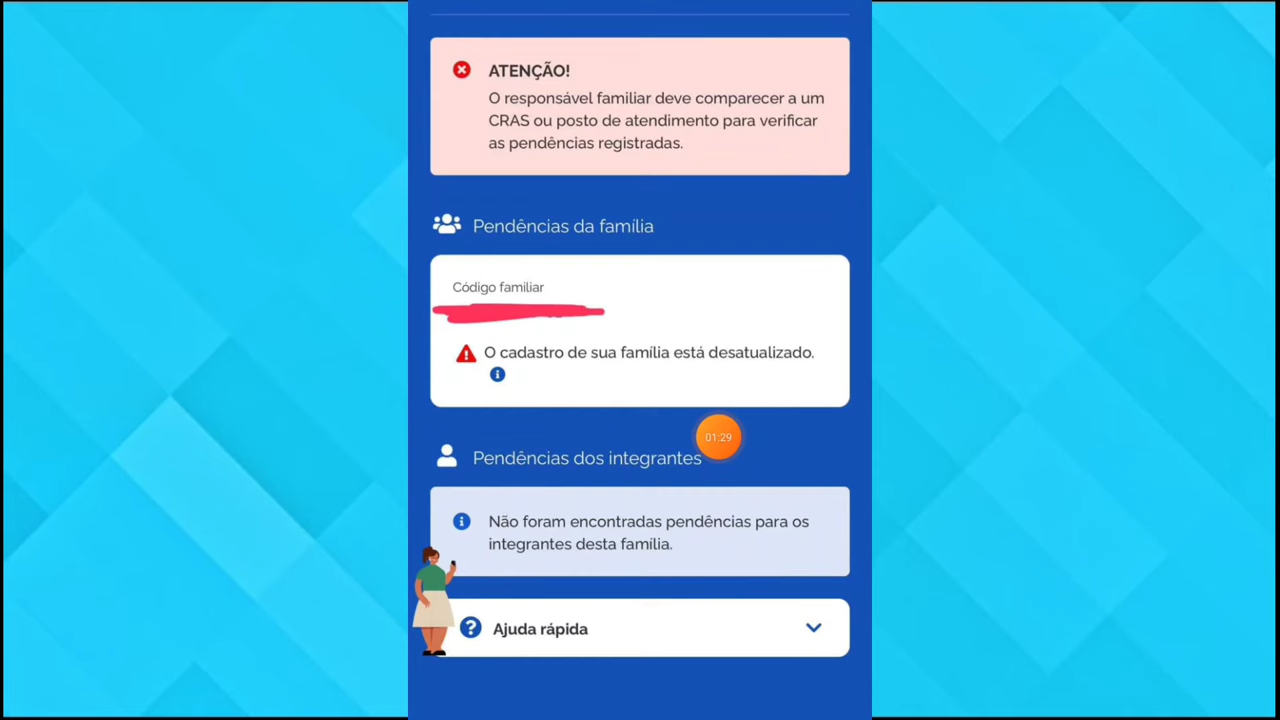 ATENÇÃO!
O responsável familiar deve comparecer a um
CRAS ou posto de atendimento para verificar
as pendências registradas.
Pendências da família
Código familiar
O cadastro de sua família está desatualizado.
01:29
Pendências dos integrantes
Não foram encontradas pendências para os
integrantes desta família.
Ajuda rápida